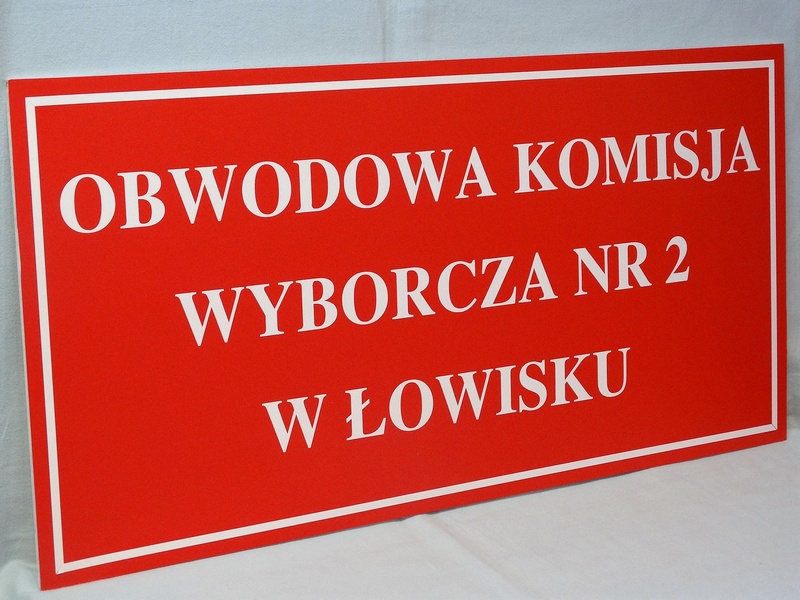 OBWODOWA KOMISJA
WYBORCZA NR 2
W ŁOWISKU